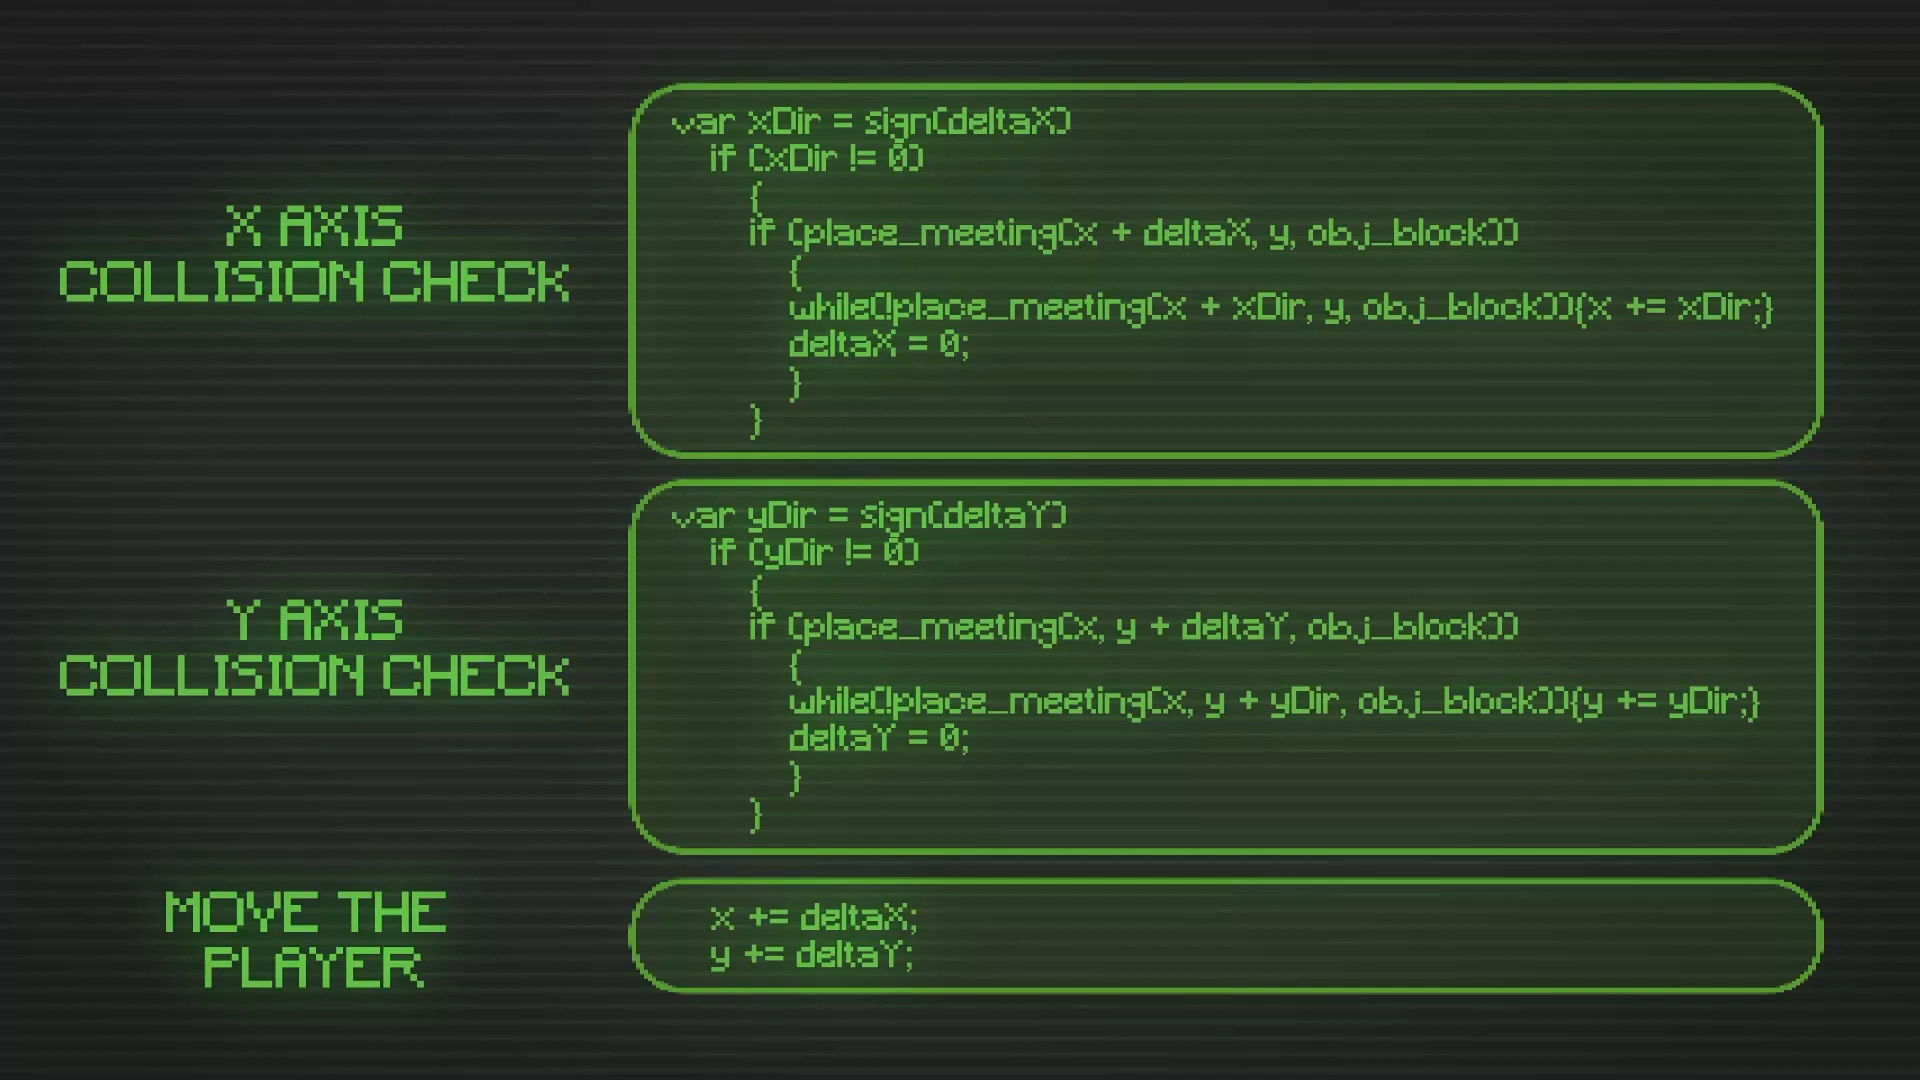 X AXIS
COLLISION CHECK
var xDir = sign(deltaX)
if (xDir != 0)
{
if (place_meeting(x + deltaX, y, obj_block))
{
while(!place_meeting(x + xDir, y, obj_block)){x += xDir;}
deltaX = 0;
}
}
Y AXIS
COLLISION CHECK
var yDir = sign(deltaY)
if (yDir != 0)
{
if (place_meeting(x, y + deltaY, obj_block))
{
while(!place_meeting(x, y + yDir, obj_block)){y += yDir;}
deltaY = 0;
}
}
MOVE THE
PLAYER
x += deltaX;
y += deltaY;